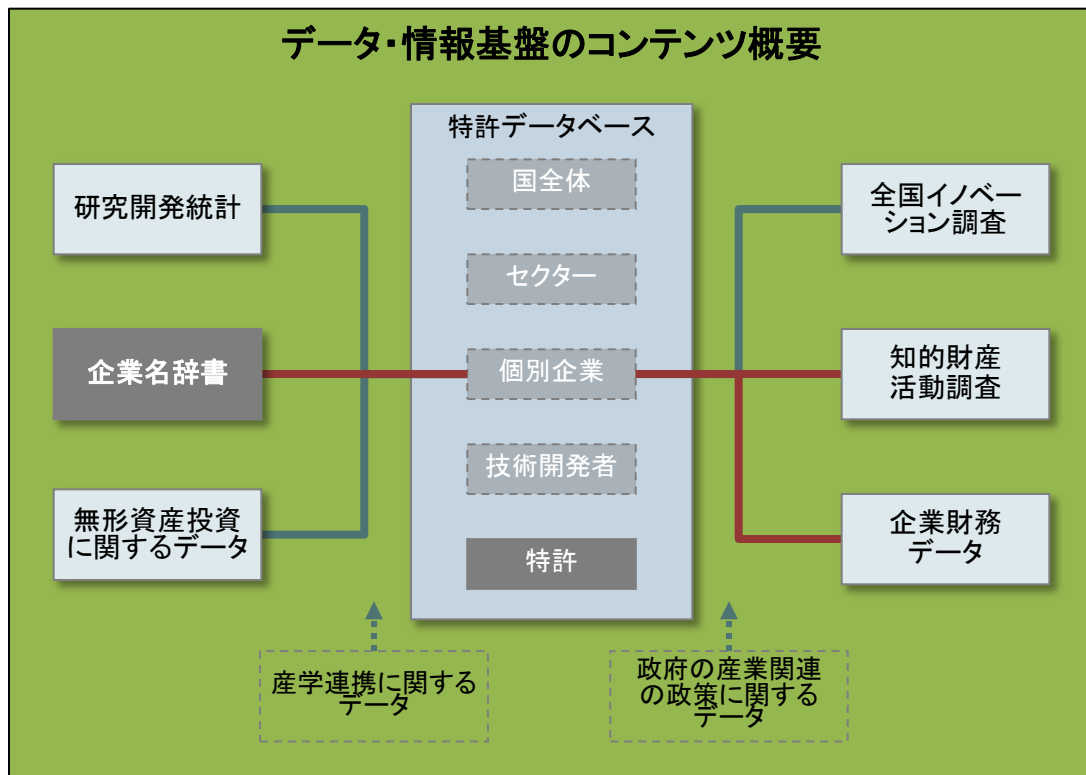 データ・情報基盤のコンテンツ概要
特許データベース
国全体
セクター
個別企業
技術開発者
特許
研究開発統計
企業名辞書
無形資産投資
に関するデータ
全国イノベー
ション調査
知的財産
活動調査
企業財務
データ
産学連携に関する
データ
政府の産業関連
の政策に関する
データ